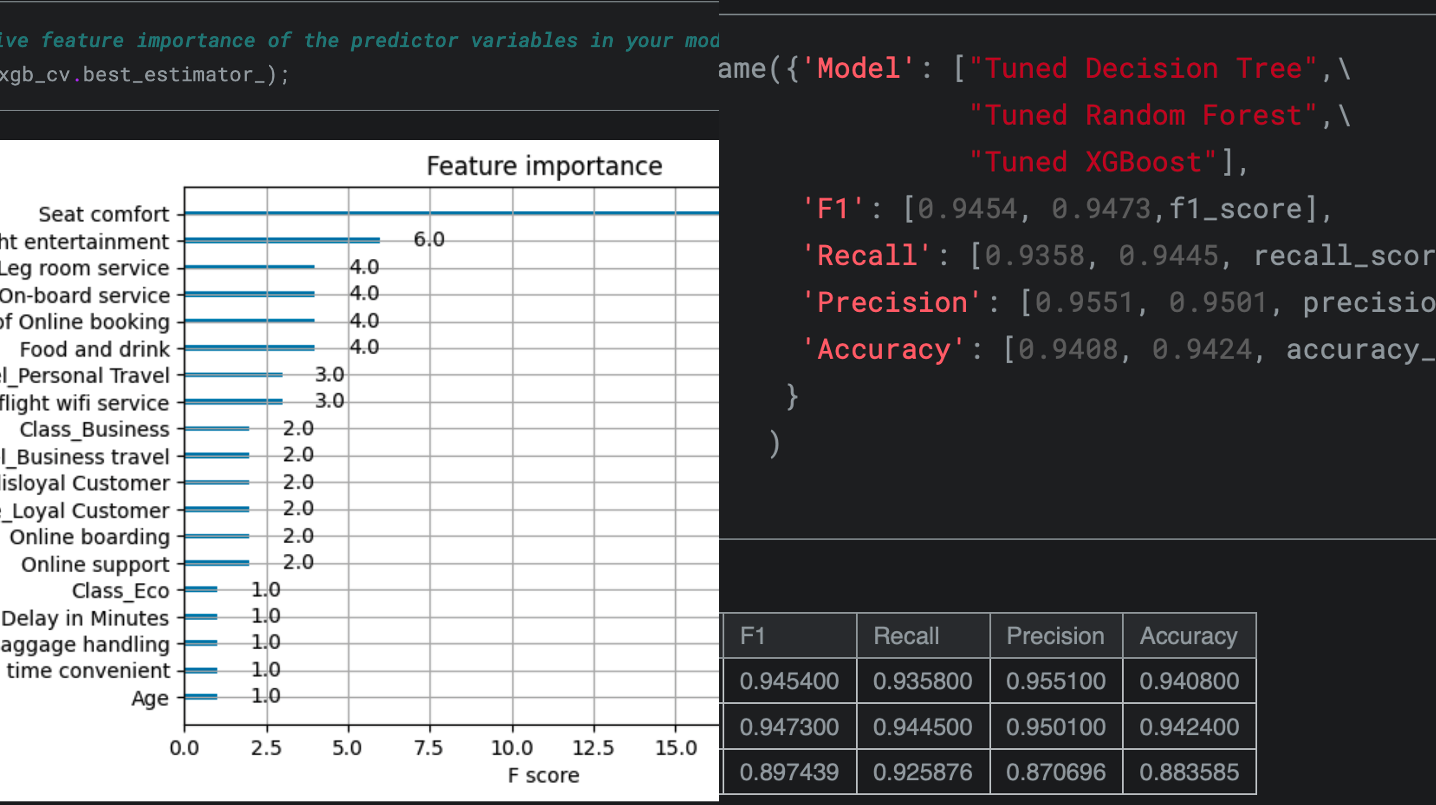 ive feature importance of the predictor variables in your mod
xgb_cv.best_estimator_);
Feature importance
Seat comfort
ht entertainment 6.0
Leg room service 4.0
On-board service 4.0
of Online booking 4.0
Food and drink 4.0
el_Personal Travel 3.0
flight wifi service 3.0
Class_Business 2.0
el_Business travel 2.0
disloyal Customer 2.0
e_Loyal Customer 2.0
Online boarding 2.0
Online support 2.0
Class_Eco 1.0
Delay in Minutes 1.0
aggage handling 1.0
time convenient 1.0
Age 1.0
0.0 2.5 5.0 7.5 10.0 12.5 15.0
F score
ame({'Model': ["Tuned Decision Tree",\
"Tuned Random Forest",\
"Tuned XGBoost"],
'F1': [0.9454, 0.9473,f1_score],
'Recall': [0.9358, 0.9445, recall_scor
'Precision': [0.9551, 0.9501, precisio
'Accuracy': [0.9408, 0.9424, accuracy_
}
)
F1 Recall Precision Accuracy
0.945400 0.935800 0.955100 0.940800
0.947300 0.944500 0.950100 0.942400
0.897439 0.925876 0.870696 0.883585